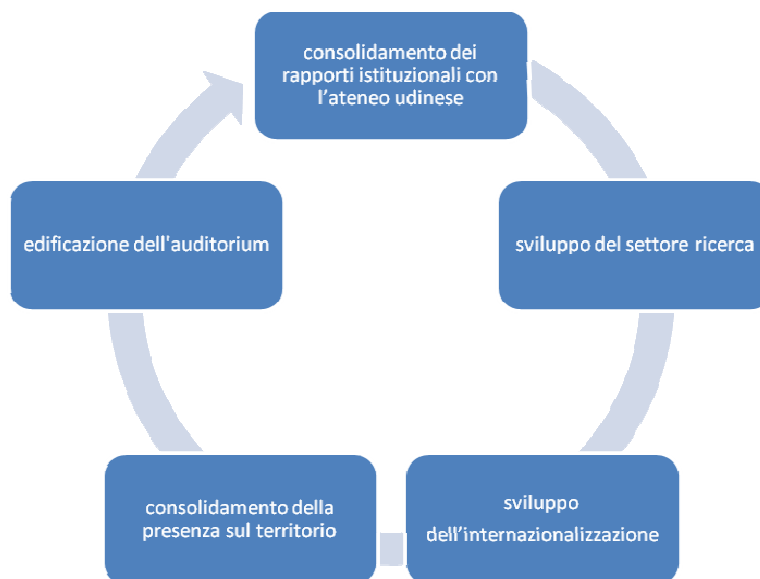 consolidamento dei
rapporti istituzionali con
l'ateneo udinese
sviluppo del settore ricerca
sviluppo
dell'internazionalizzazione
consolidamento della
presenza sul territorio
edificazione dell'auditorium